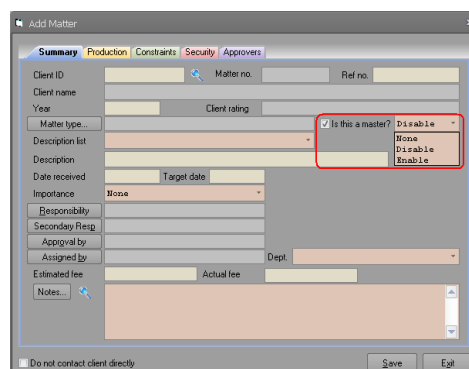 Add Matter
Summary Production Constraints Security Approvers
Client ID Matter no. Ref no.
Client name
Year Client rating
Matter type... Is this a master? Disable
None
Description list Disable
Enable
Description
Date received Target date
Importance None
Responsibility
Secondary Resp
Approval by
Assigned by Dept.
Estimated fee Actual fee
Notes...
Do not contact client directly Save Exit